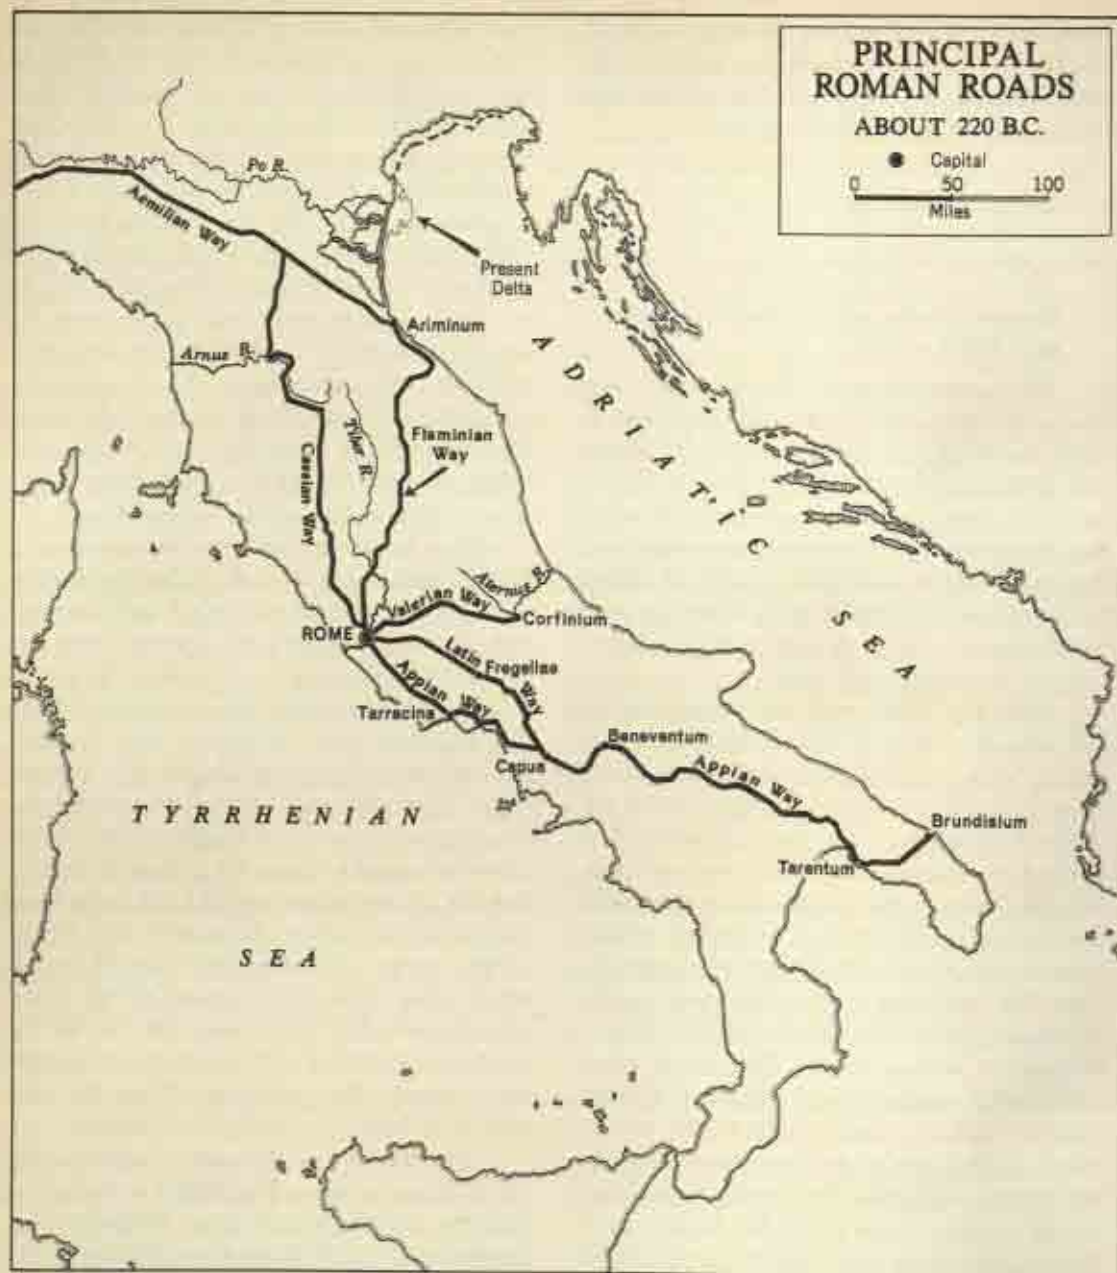 PRINCIPAL
ROMAN ROADS
ABOUT 220 B.C.
Capital
0 50 100
Miles
Po R.
Aemilian Way
Present
Delta
Ariminum
Arnus R.
ADRIATIC SEA
Tiber R.
Flaminian
Way
Cassian Way
Aternus R.
Valerian Way
Corfinium
ROME
Latin Way
Fregellae
Appian Way
Tarracina
Capua
Beneventum
Appian Way
TYRRHENIAN
SEA
Brundisium
Tarentum